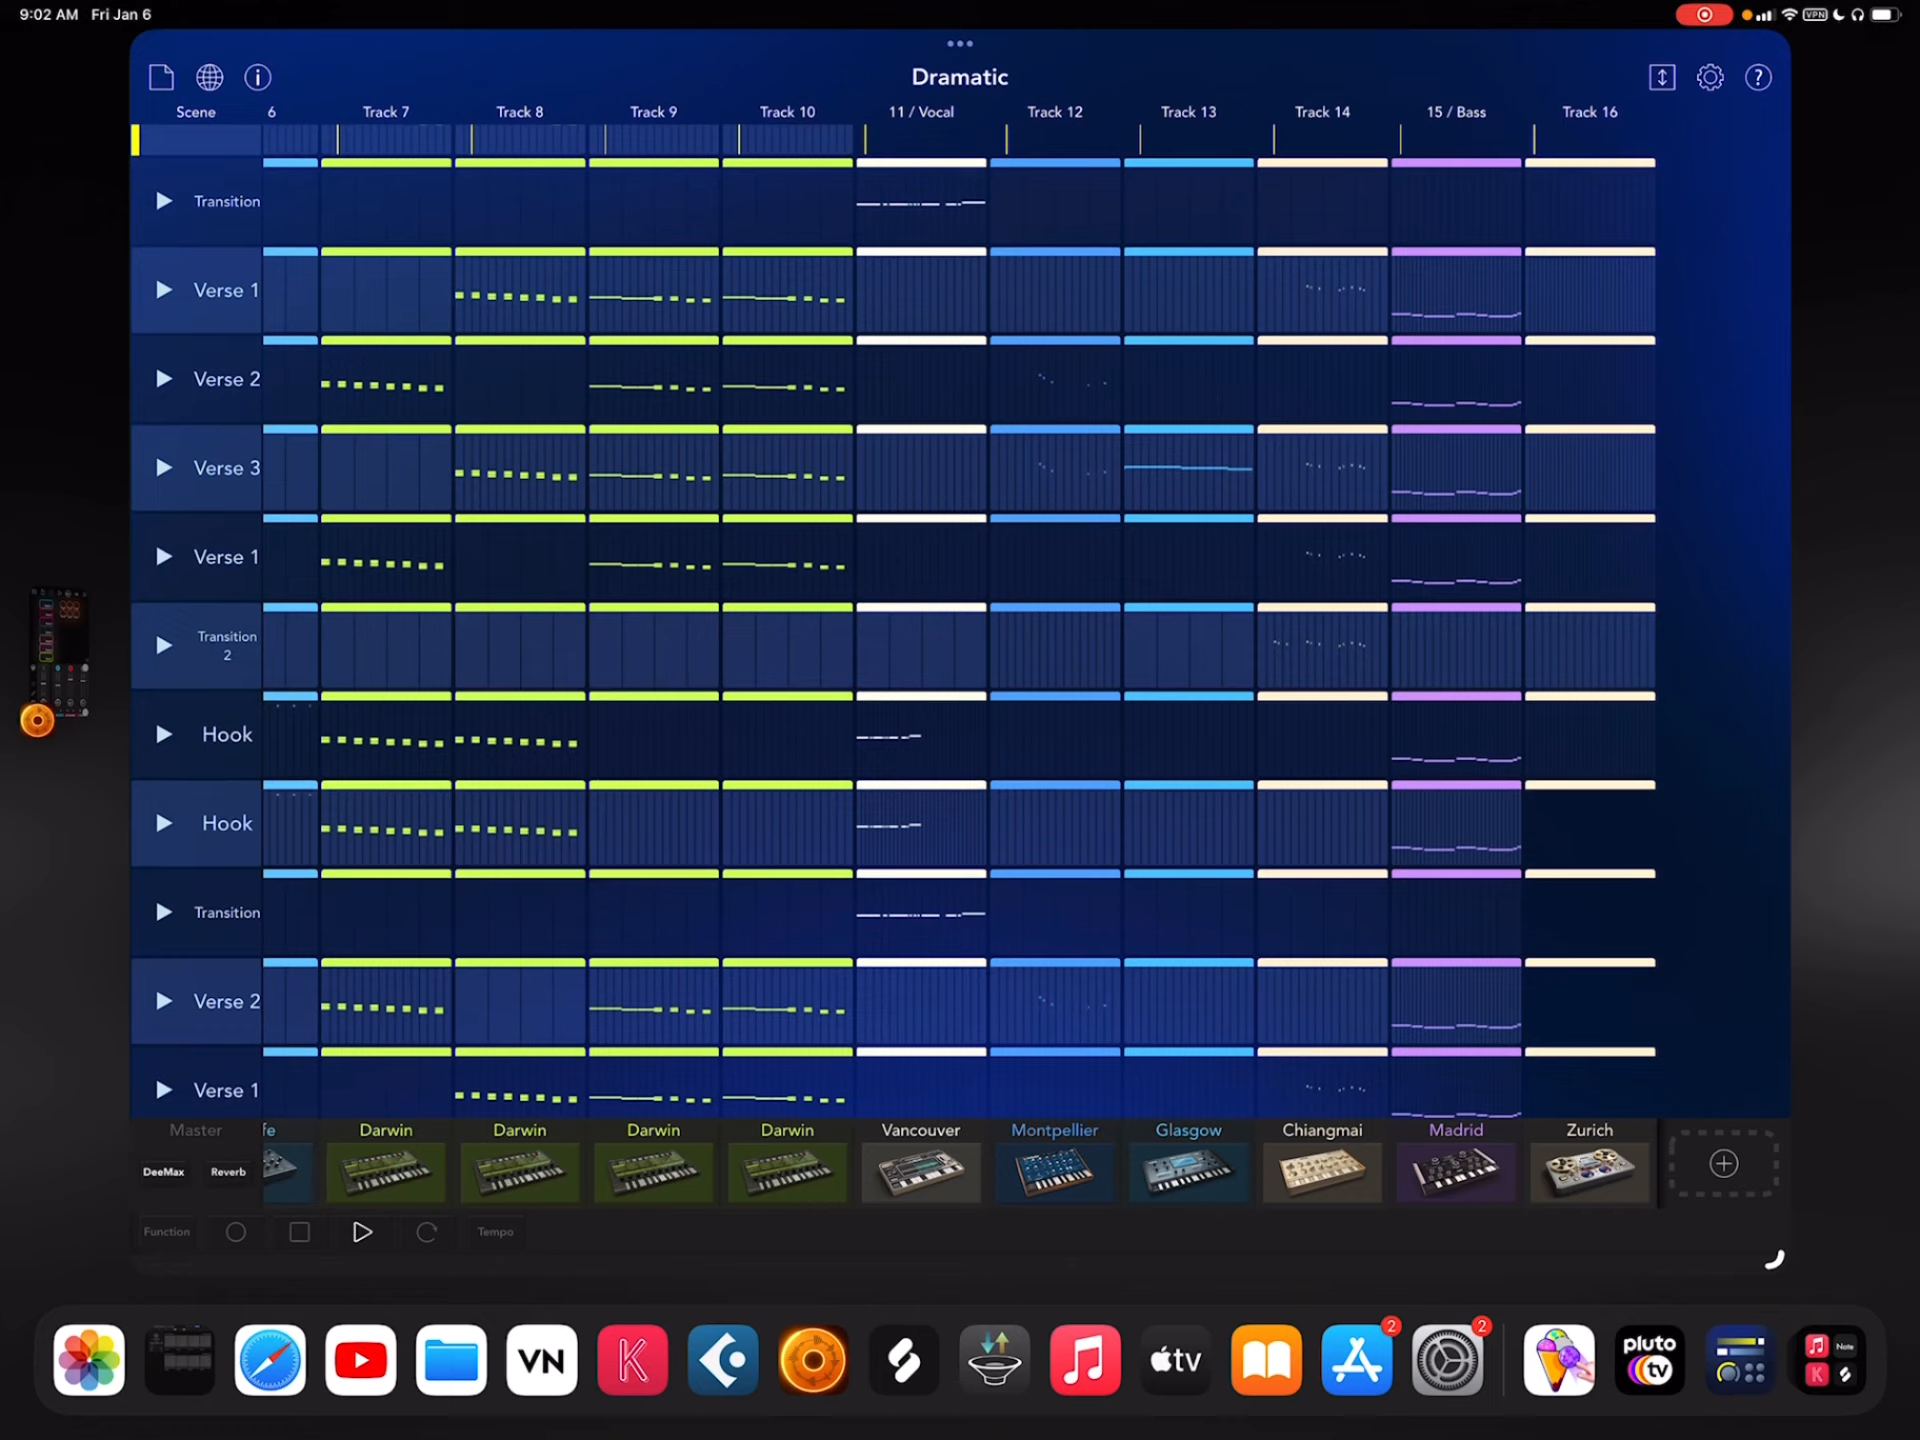 9:02 AM Fri Jan 6
VPN
Dramatic
Scene 6 Track 7 Track 8 Track 9 Track 10 11 / Vocal Track 12 Track 13 Track 14 15 / Bass Track 16
Transition
Verse 1
Verse 2
Verse 3
Verse 1
Transition
2
Hook
Hook
Transition
Verse 2
Verse 1
Master fe Darwin Darwin Darwin Darwin Vancouver Montpellier Glasgow Chiangmai Madrid Zurich
DeeMax Reverb
Function Tempo
2 2
VN K tv pluto tv Note K